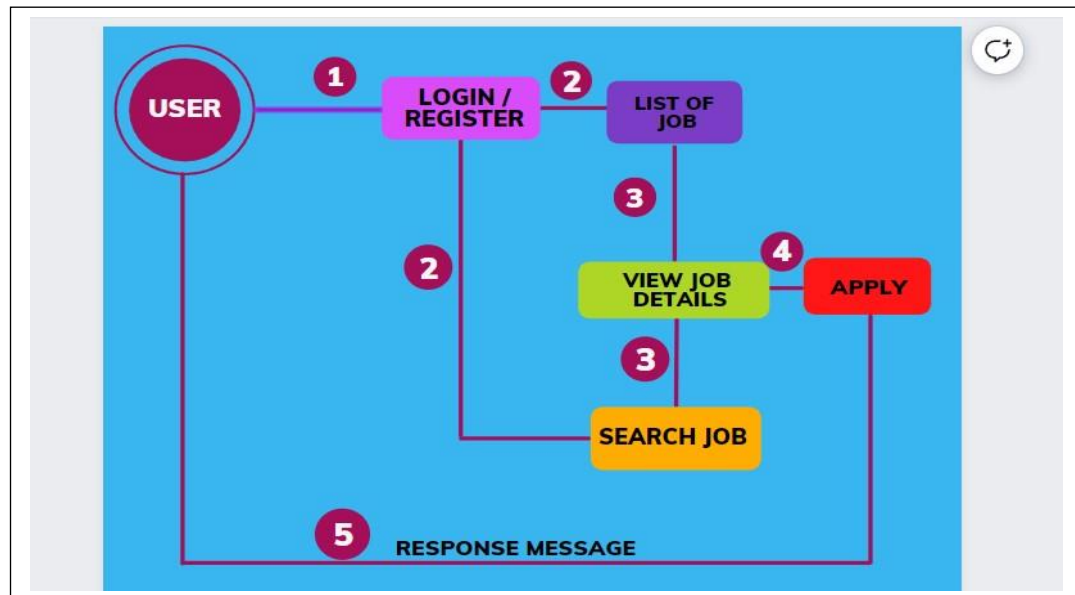 1
2
USER
LOGIN /
REGISTER
LIST OF
JOB
3
2
4
VIEW JOB
DETAILS
APPLY
3
SEARCH JOB
5
RESPONSE MESSAGE